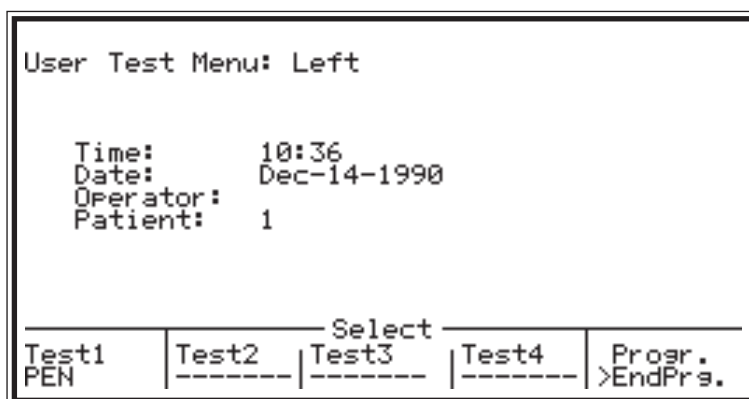 User Test Menu: Left
Time: 10:36
Date: Dec-14-1990
Operator:
Patient: 1
Select
Test1 Test2 Test3 Test4 Progr.
PEN ------- ------- ------- >EndPrg.